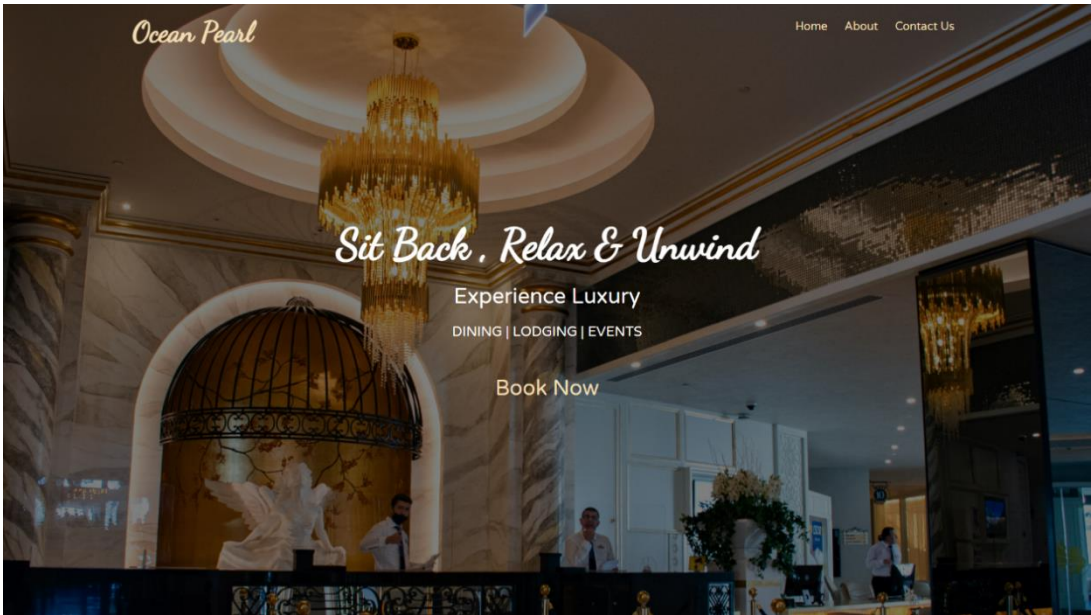 Ocean Pearl
Home About Contact Us
Sit Back , Relax & Unwind
Experience Luxury
DINING | LODGING | EVENTS
Book Now